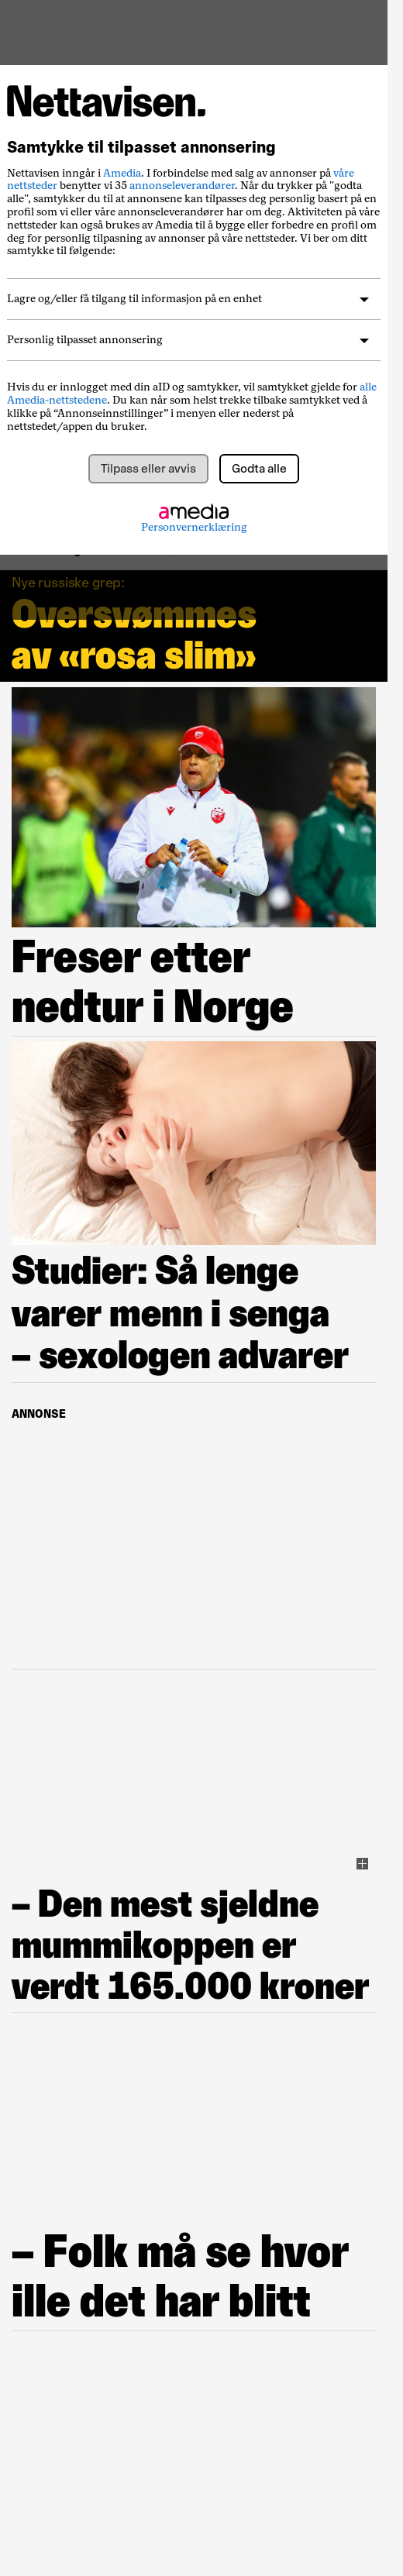 Nettavisen.
Samtykke til tilpasset annonsering
Nettavisen inngår i Amedia. I forbindelse med salg av annonser på våre
nettsteder benytter vi 35 annonseleverandører. Når du trykker på "godta
alle", samtykker du til at annonsene kan tilpasses deg personlig basert på en
profil som vi eller våre annonseleverandører har om deg. Aktiviteten på våre
nettsteder kan også brukes av Amedia til å bygge eller forbedre en profil om
deg for personlig tilpasning av annonser på våre nettsteder. Vi ber om ditt
samtykke til følgende:
Lagre og/eller få tilgang til informasjon på en enhet
Personlig tilpasset annonsering
Hvis du er innlogget med din aID og samtykker, vil samtykket gjelde for alle
Amedia-nettstedene. Du kan når som helst trekke tilbake samtykket ved å
klikke på “Annonseinnstillinger” i menyen eller nederst på
nettstedet/appen du bruker.
Tilpass eller avvis
Godta alle
amedia
Personvernerklæring
Nye russiske grep:
Oversvømmes
av «rosa slim»
Freser etter
nedtur i Norge
Studier: Så lenge
varer menn i senga
– sexologen advarer
ANNONSE
– Den mest sjeldne
mummikoppen er
verdt 165.000 kroner
– Folk må se hvor
ille det har blitt